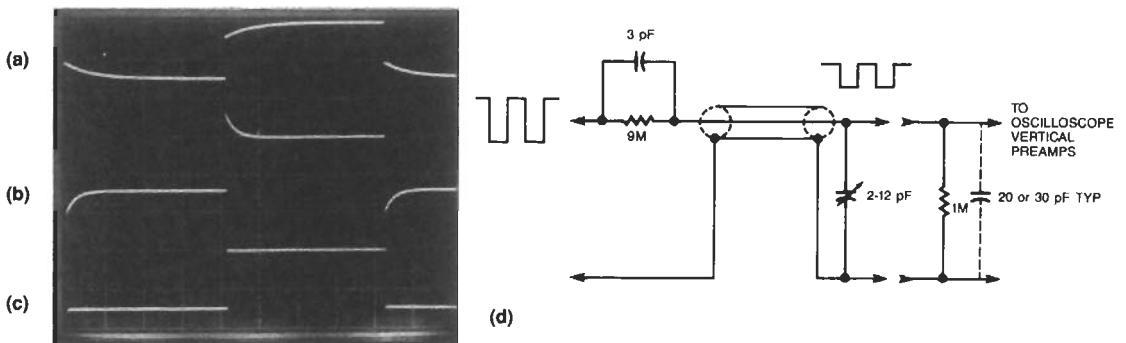 (a)
(b)
(c)
(d)
3 pF
9M
2-12 pF
1M
20 or 30 pF TYP
TO
OSCILLOSCOPE
VERTICAL
PREAMPS